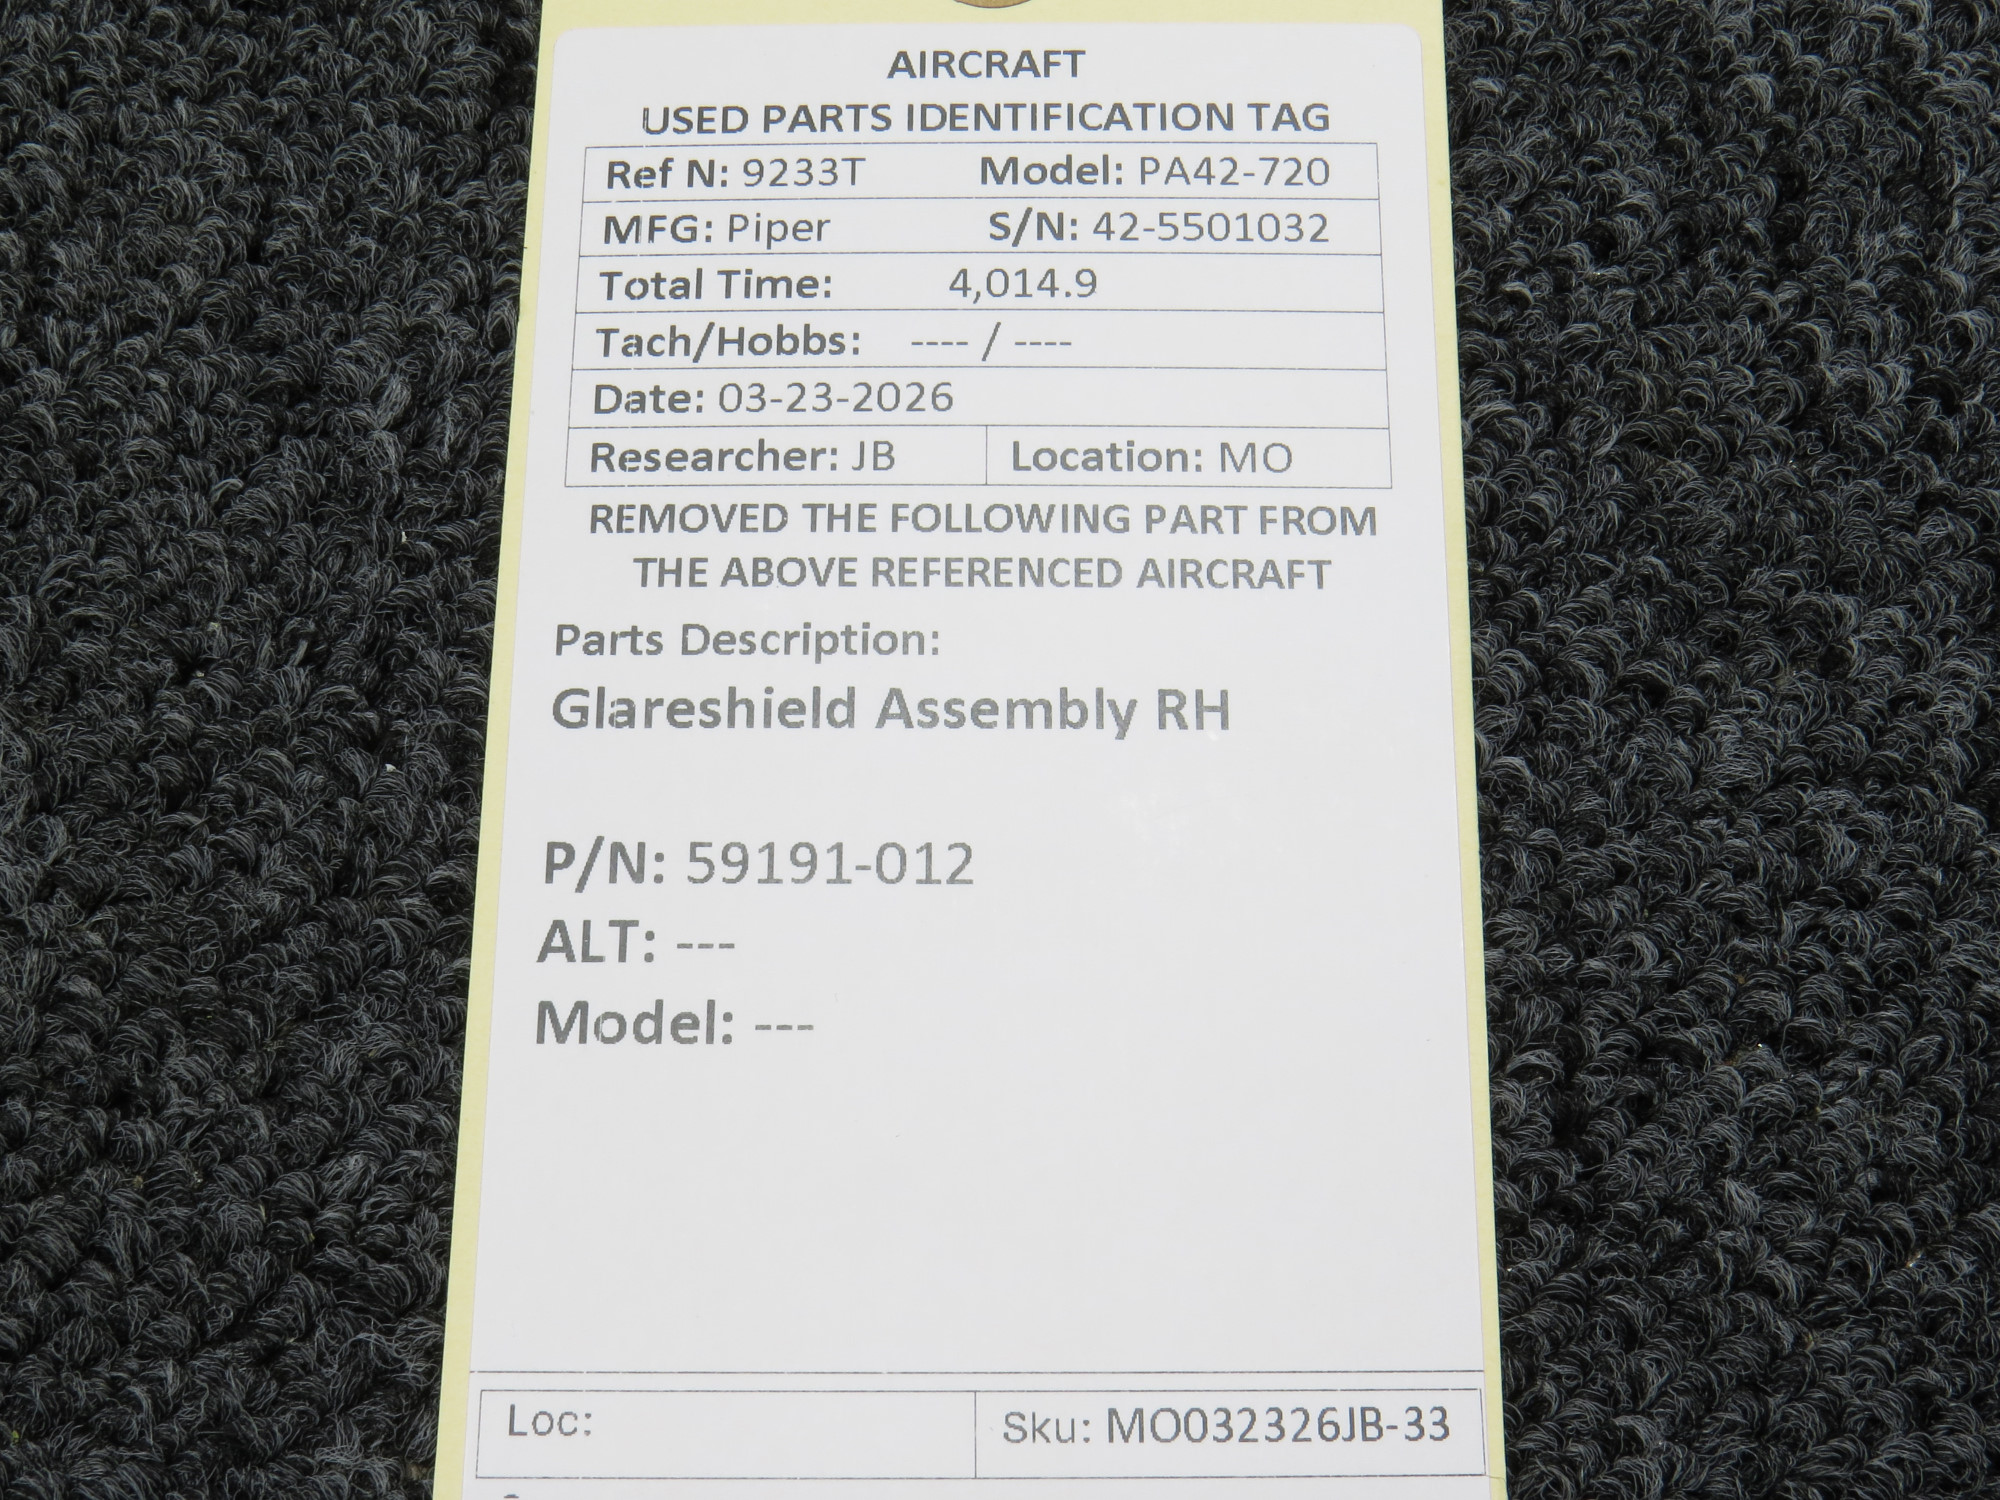 AIRCRAFT
USED PARTS IDENTIFICATION TAG
Ref N: 9233T Model: PA42-720
MFG: Piper S/N: 42-5501032
Total Time: 4,014.9
Tach/Hobbs: ---- / ----
Date: 03-23-2026
Researcher: JB Location: MO
REMOVED THE FOLLOWING PART FROM
THE ABOVE REFERENCED AIRCRAFT
Parts Description:
Glareshield Assembly RH
P/N: 59191-012
ALT: ---
Model: ---
Loc: Sku: MO032326JB-33